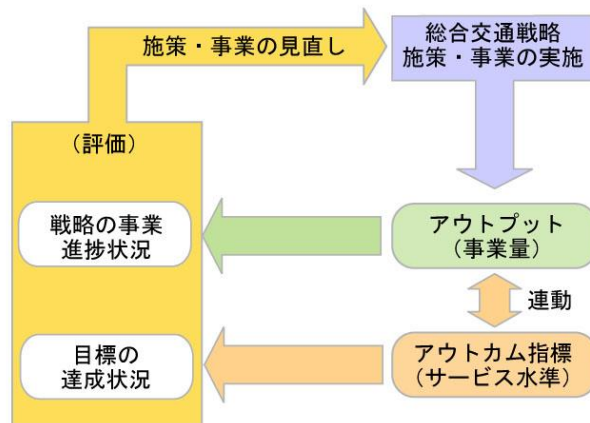 施策・事業の見直し
総合交通戦略
施策・事業の実施
（評価）
戦略の事業
進捗状況
アウトプット
（事業量）
連動
目標の
達成状況
アウトカム指標
（サービス水準）